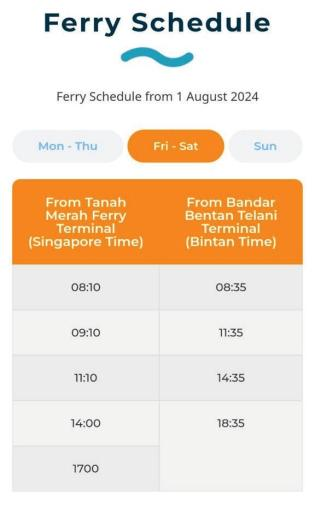 Ferry Schedule
Ferry Schedule from 1 August 2024
Mon - Thu
Fri - Sat
Sun
From Tanah
Merah Ferry
Terminal
(Singapore Time)
From Bandar
Bentan Telani
Terminal
(Bintan Time)
08:10
08:35
09:10
11:35
11:10
14:35
14:00
18:35
1700